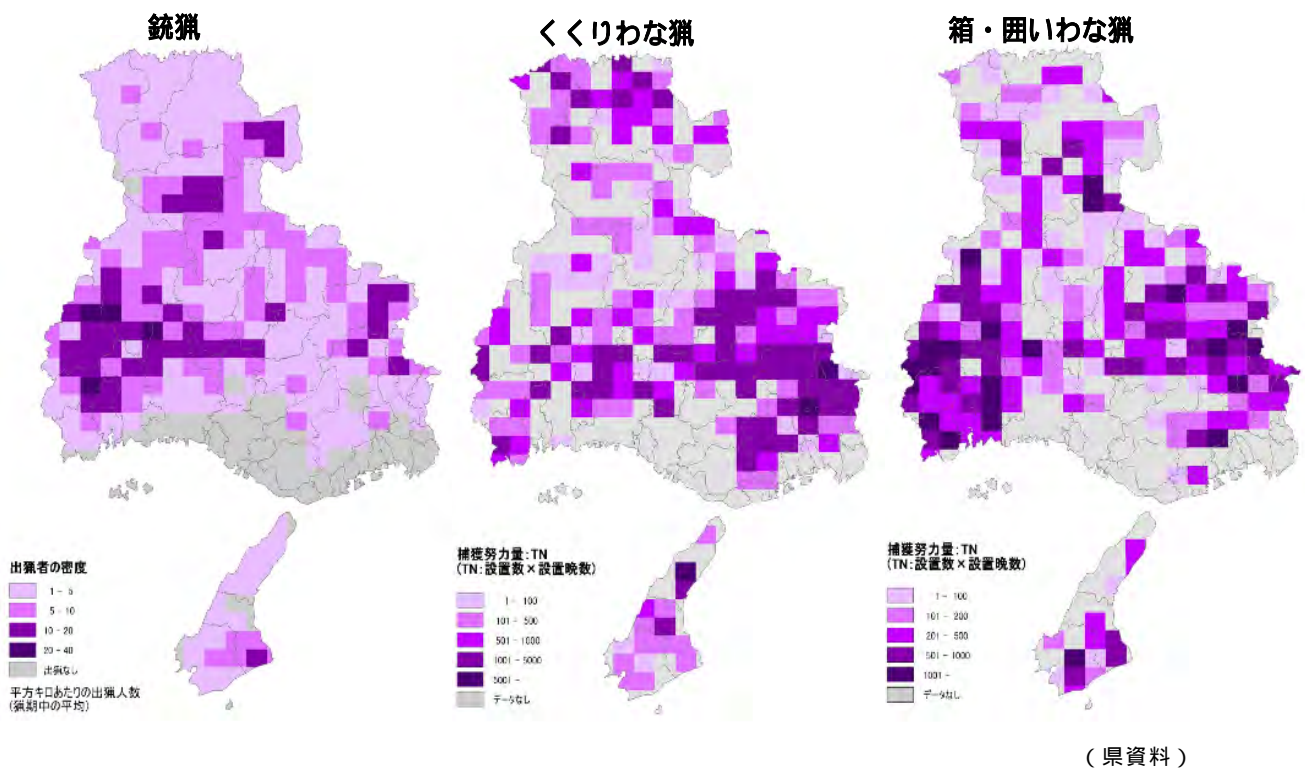 銃猟
くくりわな猟
箱・囲いわな猟
出猟者の密度
1 - 5
5 - 10
10 - 20
20 - 40
出猟なし
平方キロあたりの出猟人数
(猟期中の平均)
捕獲努力量:TN
(TN:設置数×設置晩数)
1 - 100
101 - 500
501 - 1000
1001 - 5000
5001 -
データなし
捕獲努力量:TN
(TN:設置数×設置晩数)
1 - 100
101 - 200
201 - 500
501 - 1000
1001 -
データなし
(県資料)